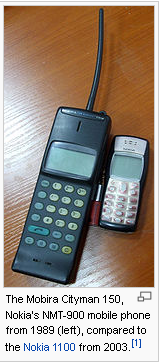 The Mobira Cityman 150,
Nokia's NMT-900 mobile phone
from 1989 (left), compared to
the Nokia 1100 from 2003.[1]